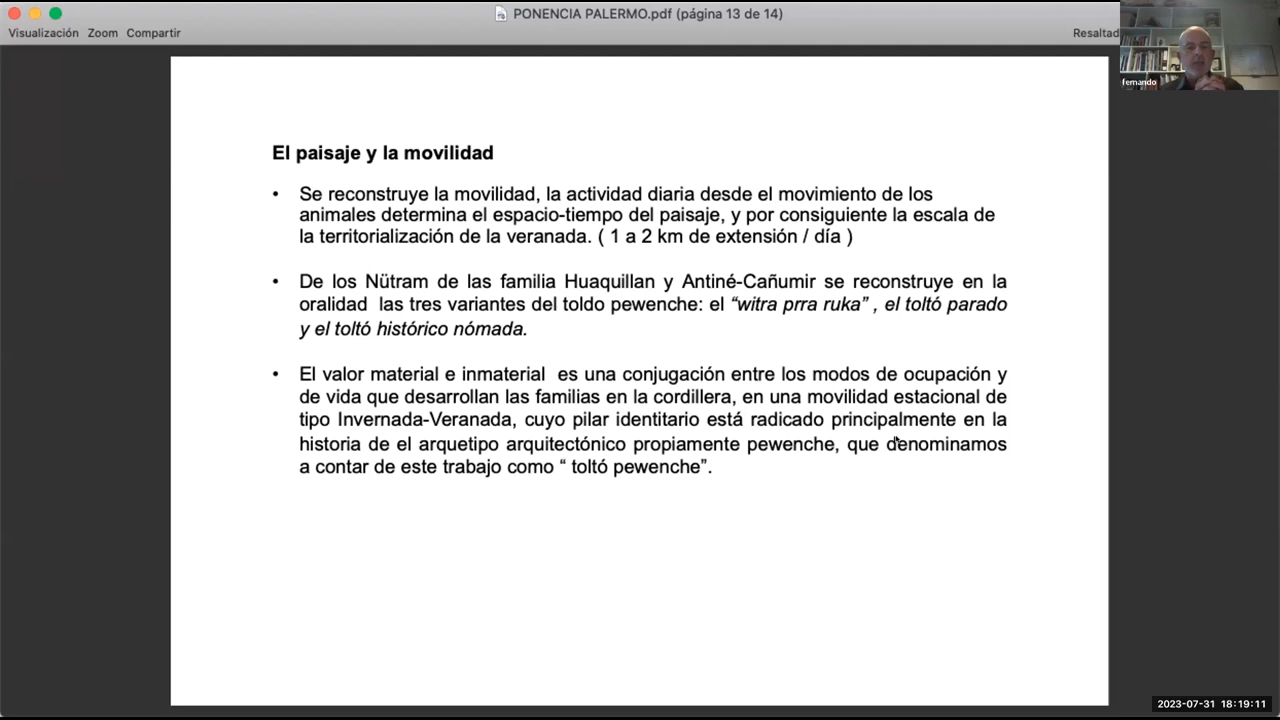 PONENCIA PALERMO.pdf (página 13 de 14)
Visualización Zoom Compartir
Resaltad
fernando
El paisaje y la movilidad
• Se reconstruye la movilidad, la actividad diaria desde el movimiento de los
animales determina el espacio-tiempo del paisaje, y por consiguiente la escala de
la territorialización de la veranada. ( 1 a 2 km de extensión / día )
• De los Nütram de las familia Huaquillan y Antiné-Cañumir se reconstruye en la
oralidad las tres variantes del toldo pewenche: el “witra prra ruka” , el toltó parado
y el toltó histórico nómada.
• El valor material e inmaterial es una conjugación entre los modos de ocupación y
de vida que desarrollan las familias en la cordillera, en una movilidad estacional de
tipo Invernada-Veranada, cuyo pilar identitario está radicado principalmente en la
historia de el arquetipo arquitectónico propiamente pewenche, que denominamos
a contar de este trabajo como “ toltó pewenche”.
2023-07-31 18:19:11